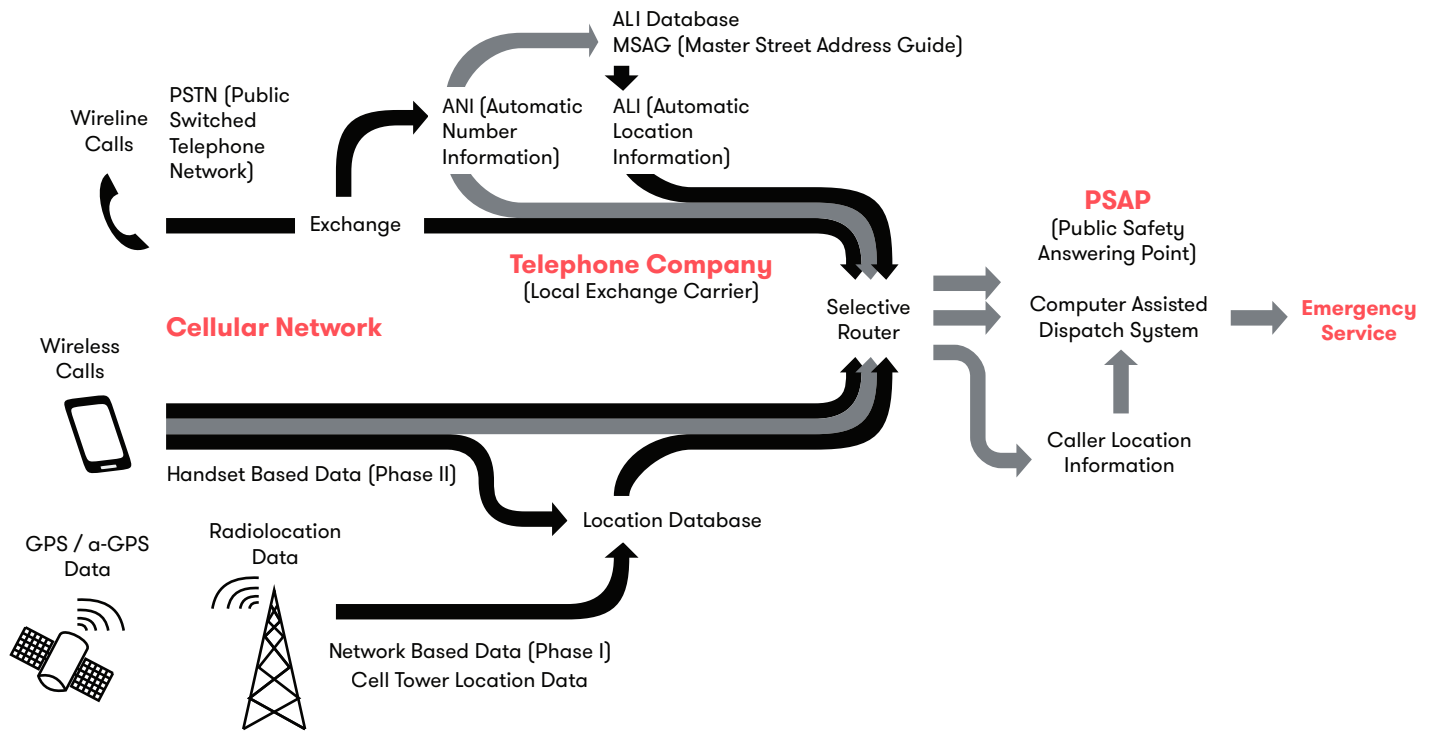 ALI Database
MSAG (Master Street Address Guide)
Wireline
Calls
PSTN (Public
Switched
Telephone
Network)
ANI (Automatic
Number
Information)
ALI (Automatic
Location
Information)
Exchange
Telephone Company
(Local Exchange Carrier)
PSAP
(Public Safety
Answering Point)
Selective
Router
Computer Assisted
Dispatch System
Emergency
Service
Cellular Network
Wireless
Calls
Caller Location
Information
Handset Based Data (Phase II)
Location Database
GPS / a-GPS
Data
Radiolocation
Data
Network Based Data (Phase I)
Cell Tower Location Data